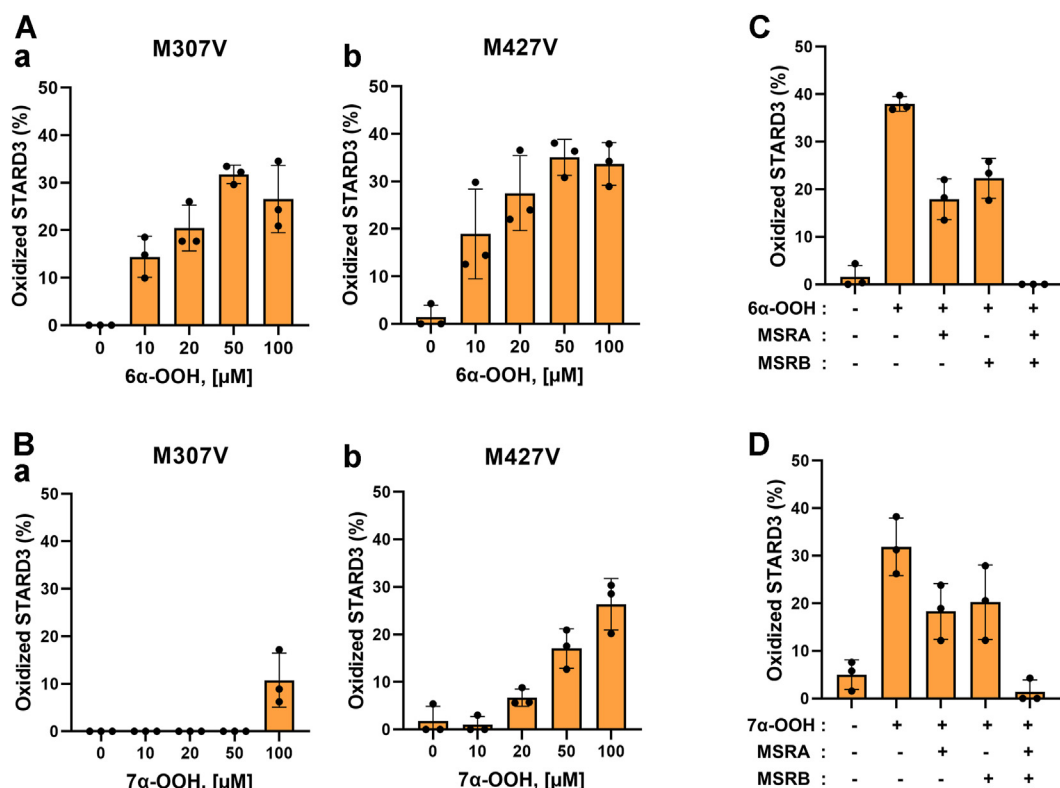 A
a
M307V
Oxidized STARD3 (%)
50
40
30
20
10
0
0 10 20 50 100
6α-OOH, [µM]
b
M427V
Oxidized STARD3 (%)
50
40
30
20
10
0
0 10 20 50 100
6α-OOH, [µM]
C
Oxidized STARD3 (%)
50
40
30
20
10
0
6α-OOH : - + + + +
MSRA : - - + - +
MSRB : - - - + +
B
a
M307V
Oxidized STARD3 (%)
50
40
30
20
10
0
0 10 20 50 100
7α-OOH, [µM]
b
M427V
Oxidized STARD3 (%)
50
40
30
20
10
0
0 10 20 50 100
7α-OOH, [µM]
D
Oxidized STARD3 (%)
50
40
30
20
10
0
7α-OOH : - + + + +
MSRA : - - + - +
MSRB : - - - + +